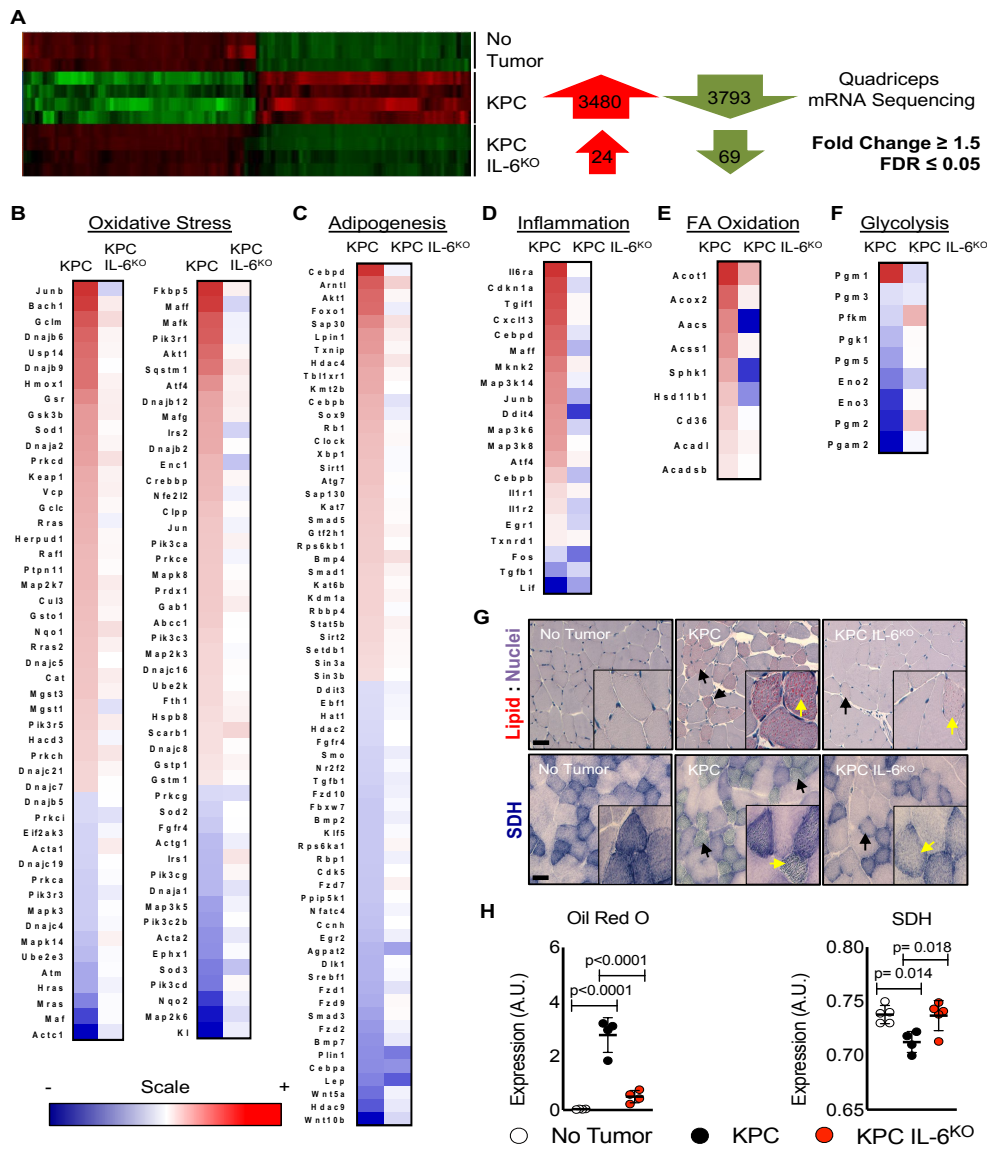 A
No
Tumor
KPC
KPC
IL-6KO
3480
3793
24
69
Quadriceps
mRNA Sequencing
Fold Change ≥ 1.5
FDR ≤ 0.05
B
Oxidative Stress
KPC
KPC
IL-6KO
KPC
KPC
IL-6KO
Junb
Bach1
Gclm
Dnajb6
Usp14
Dnajb9
Hmox1
Gsr
Gsk3b
Sod1
Dnaja2
Prkcd
Keap1
Vcp
Gclc
Rras
Herpud1
Raf1
Ptpn11
Map2k7
Cul3
Gsto1
Nqo1
Rras2
Dnajc5
Cat
Mgst3
Mgst1
Pik3r5
Hacd3
Prkch
Dnajc21
Dnajc7
Dnajb5
Prkci
Eif2ak3
Acta1
Dnajc19
Prkca
Pik3r3
Mapk3
Dnajc4
Mapk14
Ube2e3
Atm
Hras
Mras
Maf
Actc1
Fkbp5
Maff
Mafk
Pik3r1
Akt1
Sqstm1
Atf4
Dnajb12
Mafg
Irs2
Dnajb2
Enc1
Crebbp
Nfe2l2
Clpp
Jun
Pik3ca
Prkce
Mapk8
Prdx1
Gab1
Abcc1
Pik3c3
Map2k3
Dnajc16
Ube2k
Fth1
Hspb8
Scarb1
Dnajc8
Gstp1
Gstm1
Prkcg
Sod2
Fgfr4
Actg1
Irs1
Pik3cg
Dnaja1
Map3k5
Pik3c2b
Acta2
Ephx1
Sod3
Pik3cd
Nqo2
Map2k6
Kl
- Scale +
C
Adipogenesis
KPC KPC IL-6KO
Cebpd
Arntl
Akt1
Foxo1
Sap30
Lpin1
Txnip
Hdac4
Tbl1xr1
Kmt2b
Cebpb
Sox9
Rb1
Clock
Xbp1
Sirt1
Atg7
Sap130
Kat7
Smad5
Gtf2h1
Rps6kb1
Bmp4
Smad1
Kat6b
Kdm1a
Rbbp4
Stat5b
Sirt2
Setdb1
Sin3a
Sin3b
Ddit3
Ebf1
Hat1
Hdac2
Fgfr4
Smo
Nr2f2
Tgfb1
Fzd10
Fbxw7
Bmp2
Klf5
Rps6ka1
Rbp1
Cdk5
Fzd7
Ppip5k1
Nfatc4
Ccnh
Egr2
Agpat2
Dlk1
Srebf1
Fzd1
Fzd9
Smad3
Fzd2
Bmp7
Plin1
Cebpa
Lep
Wnt5a
Hdac9
Wnt10b
D
Inflammation
KPC KPC IL-6KO
Il6ra
Cdkn1a
Tgif1
Cxcl13
Cebpd
Maff
Mknk2
Map3k14
Junb
Ddit4
Map3k6
Map3k8
Atf4
Cebpb
Il1r1
Il1r2
Egr1
Txnrd1
Fos
Tgfb1
Lif
E
FA Oxidation
KPC KPC IL-6KO
Acot1
Acox2
Aacs
Acss1
Sphk1
Hsd11b1
Cd36
Acadl
Acadsb
F
Glycolysis
KPC KPC IL-6KO
Pgm1
Pgm3
Pfkm
Pgk1
Pgm5
Eno2
Eno3
Pgm2
Pgam2
G
Lipid : Nuclei
No Tumor
KPC
KPC IL-6KO
SDH
No Tumor
KPC
KPC IL-6KO
H
Oil Red O
Expression (A.U.)
6
4
2
0
p<0.0001
p<0.0001
SDH
Expression (A.U.)
0.80
0.75
0.70
0.65
p= 0.018
p= 0.014
No Tumor
KPC
KPC IL-6KO